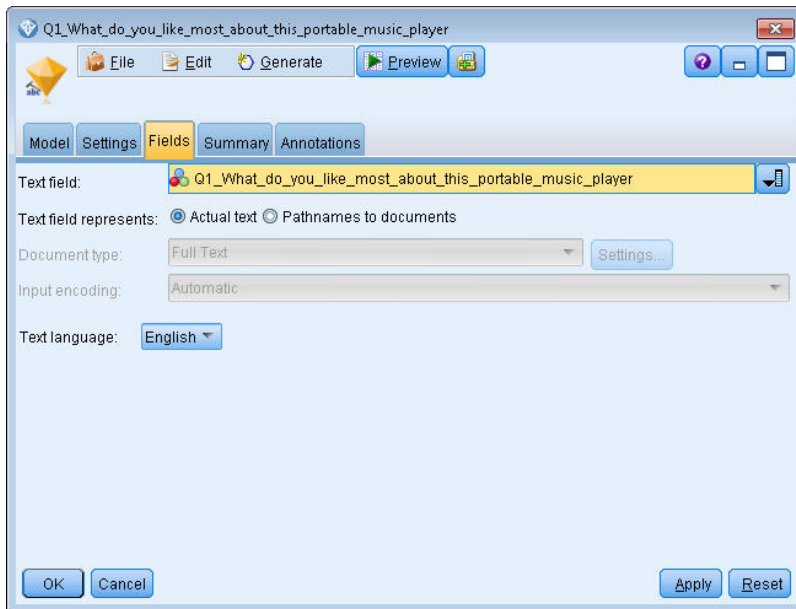 Q1_What_do_you_like_most_about_this_portable_music_player
File Edit Generate Preview
abc
Model Settings Fields Summary Annotations
Text field: Q1_What_do_you_like_most_about_this_portable_music_player
Text field represents: Actual text Pathnames to documents
Document type: Full Text Settings...
Input encoding: Automatic
Text language: English
OK Cancel Apply Reset